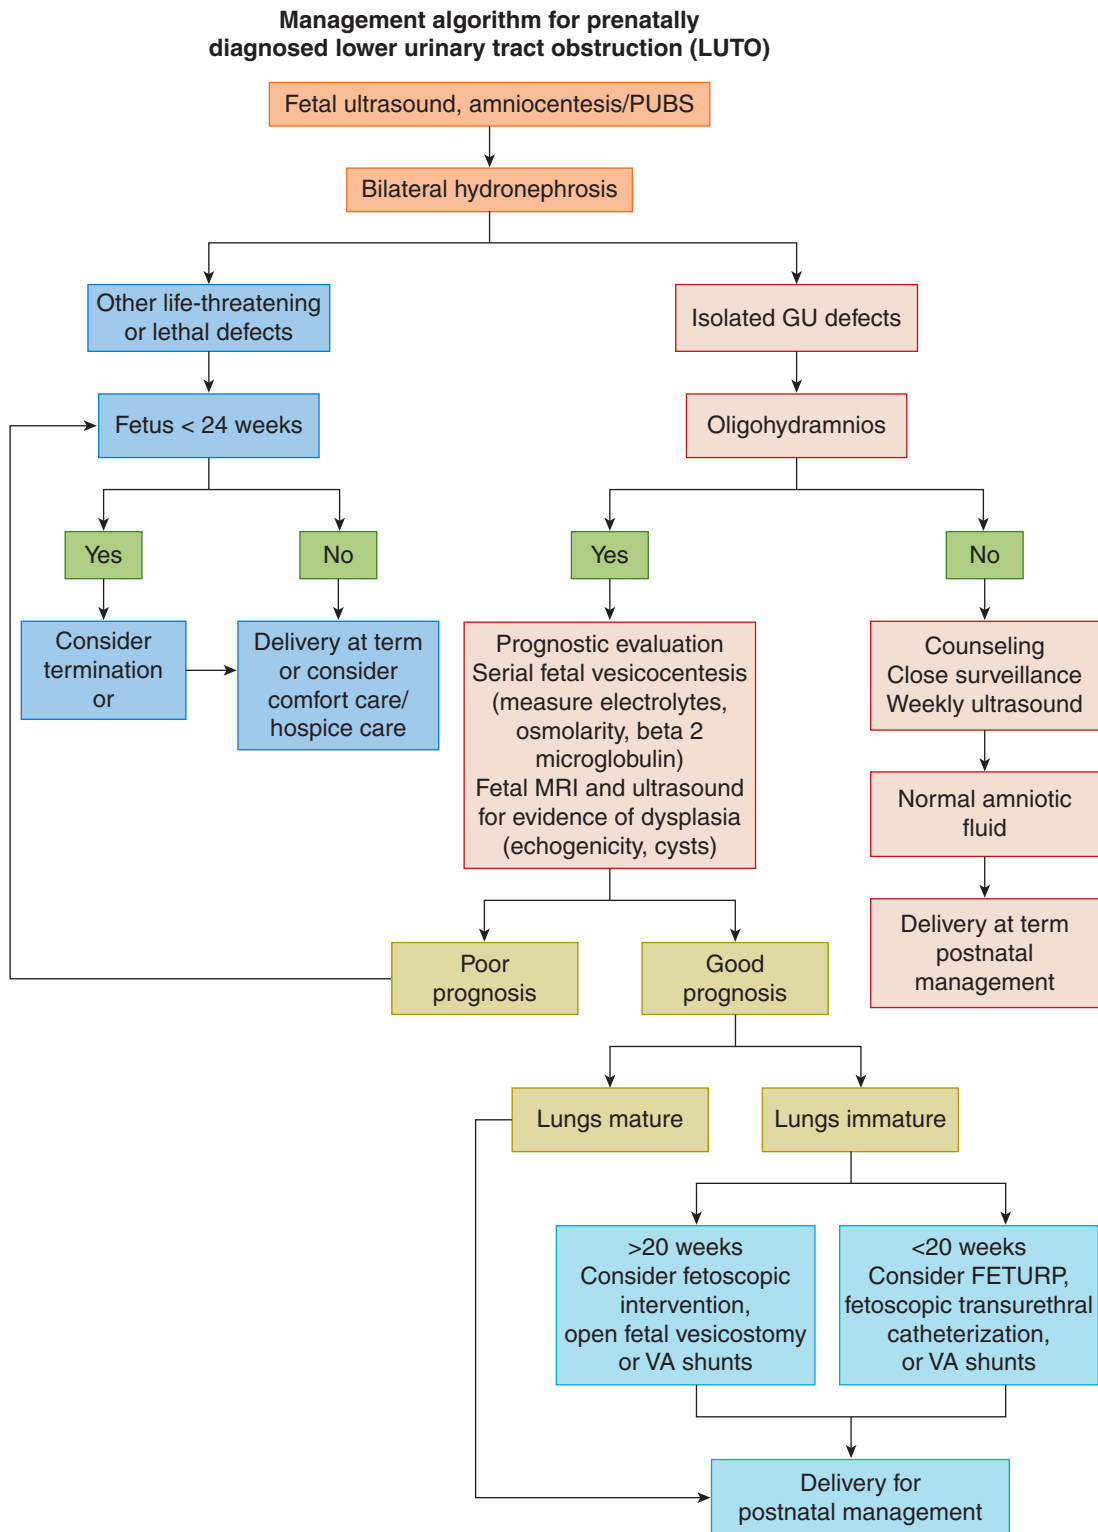 Management algorithm for prenatally
diagnosed lower urinary tract obstruction (LUTO)
Fetal ultrasound, amniocentesis/PUBS
Bilateral hydronephrosis
Other life-threatening
or lethal defects
Isolated GU defects
Fetus < 24 weeks
Oligohydramnios
Yes
No
Yes
No
Consider
termination
or
Delivery at term
or consider
comfort care/
hospice care
Prognostic evaluation
Serial fetal vesicocentesis
(measure electrolytes,
osmolarity, beta 2
microglobulin)
Fetal MRI and ultrasound
for evidence of dysplasia
(echogenicity, cysts)
Counseling
Close surveillance
Weekly ultrasound
Normal amniotic
fluid
Delivery at term
postnatal
management
Poor
prognosis
Good
prognosis
Lungs mature
Lungs immature
>20 weeks
Consider fetoscopic
intervention,
open fetal vesicostomy
or VA shunts
<20 weeks
Consider FETURP,
fetoscopic transurethral
catheterization,
or VA shunts
Delivery for
postnatal management